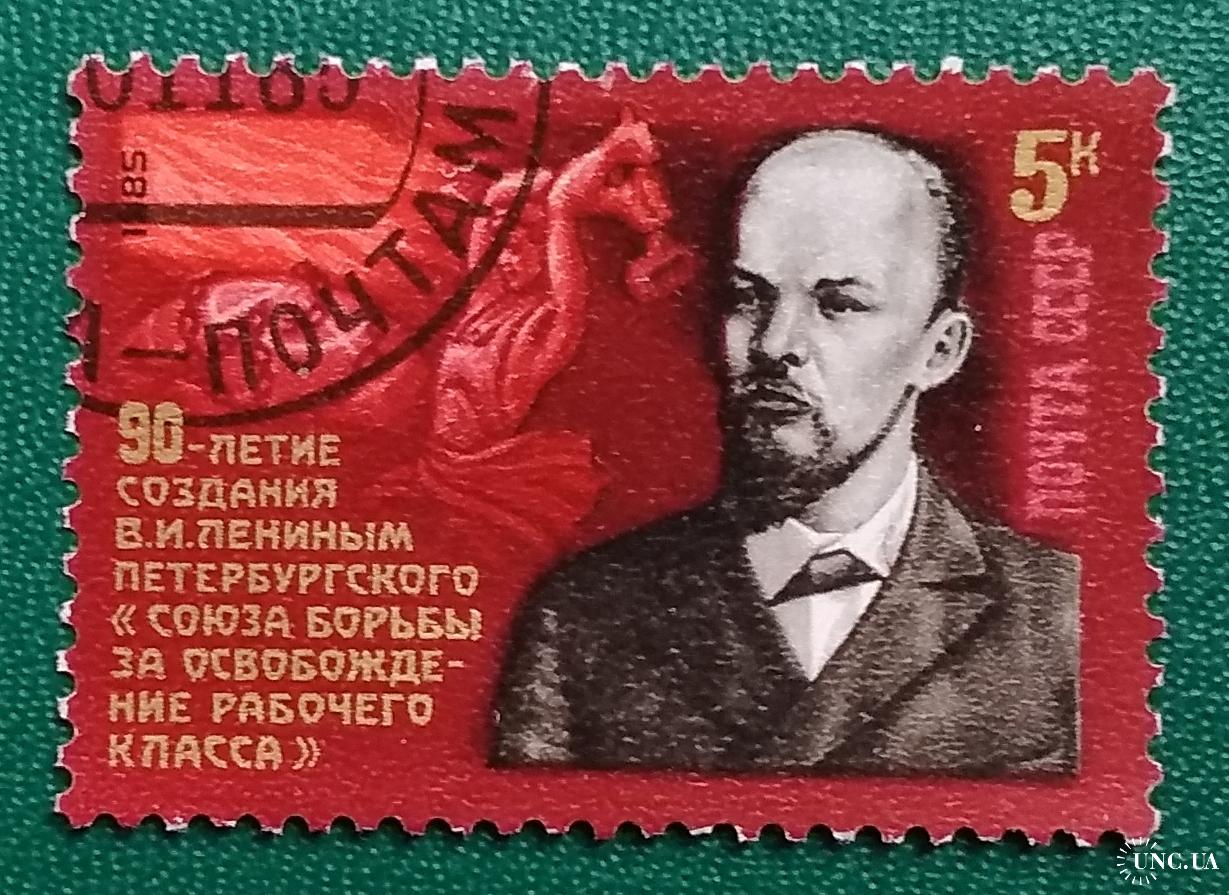 01180
1985
ПОЧТАМ
5к
ПОЧТА СССР
90-ЛЕТИЕ
СОЗДАНИЯ
В.И.ЛЕНИНЫМ
ПЕТЕРБУРГСКОГО
«СОЮЗА БОРЬБЫ
ЗА ОСВОБОЖДЕ-
НИЕ РАБОЧЕГО
КЛАССА»
UNC.UA